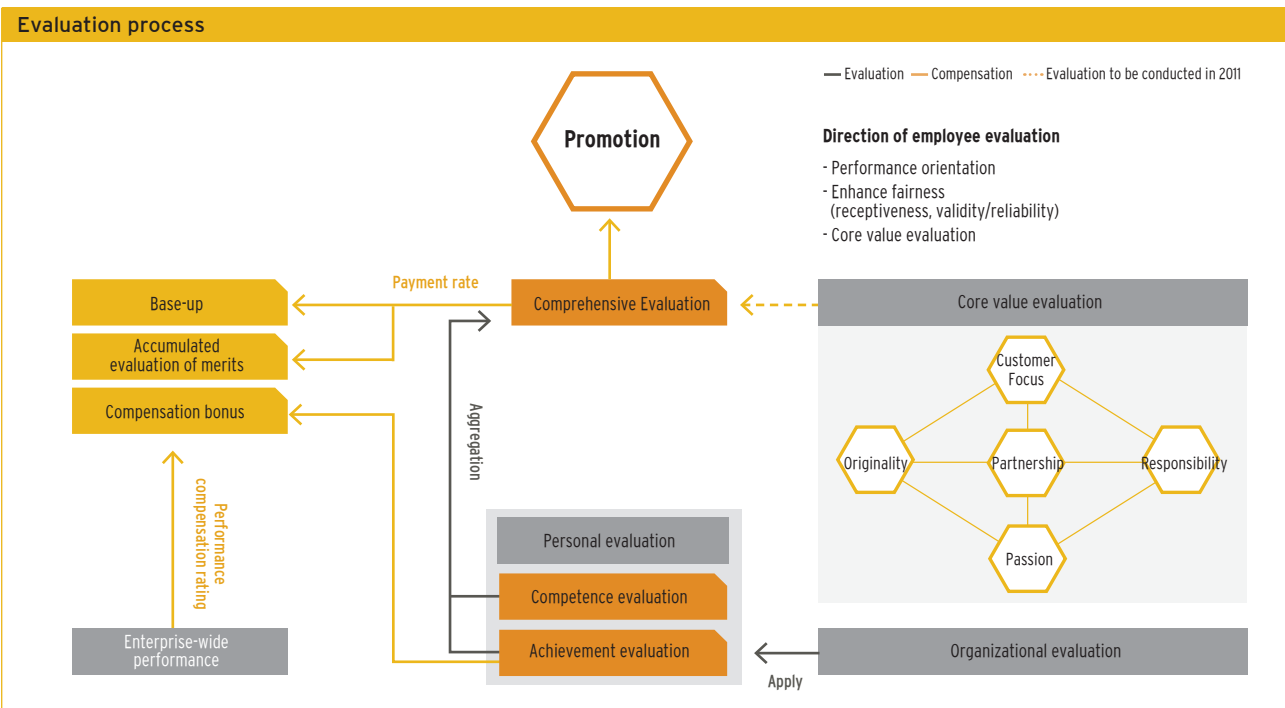 Evaluation process
Evaluation
Compensation
Evaluation to be conducted in 2011
Promotion
Direction of employee evaluation
- Performance orientation
- Enhance fairness
(receptiveness, validity/reliability)
- Core value evaluation
Payment rate
Base-up
Comprehensive Evaluation
Core value evaluation
Accumulated
evaluation of merits
Compensation bonus
Aggregation
Customer
Focus
Originality
Partnership
Responsibility
Passion
Performance
compensation rating
Personal evaluation
Competence evaluation
Achievement evaluation
Enterprise-wide
performance
Organizational evaluation
Apply